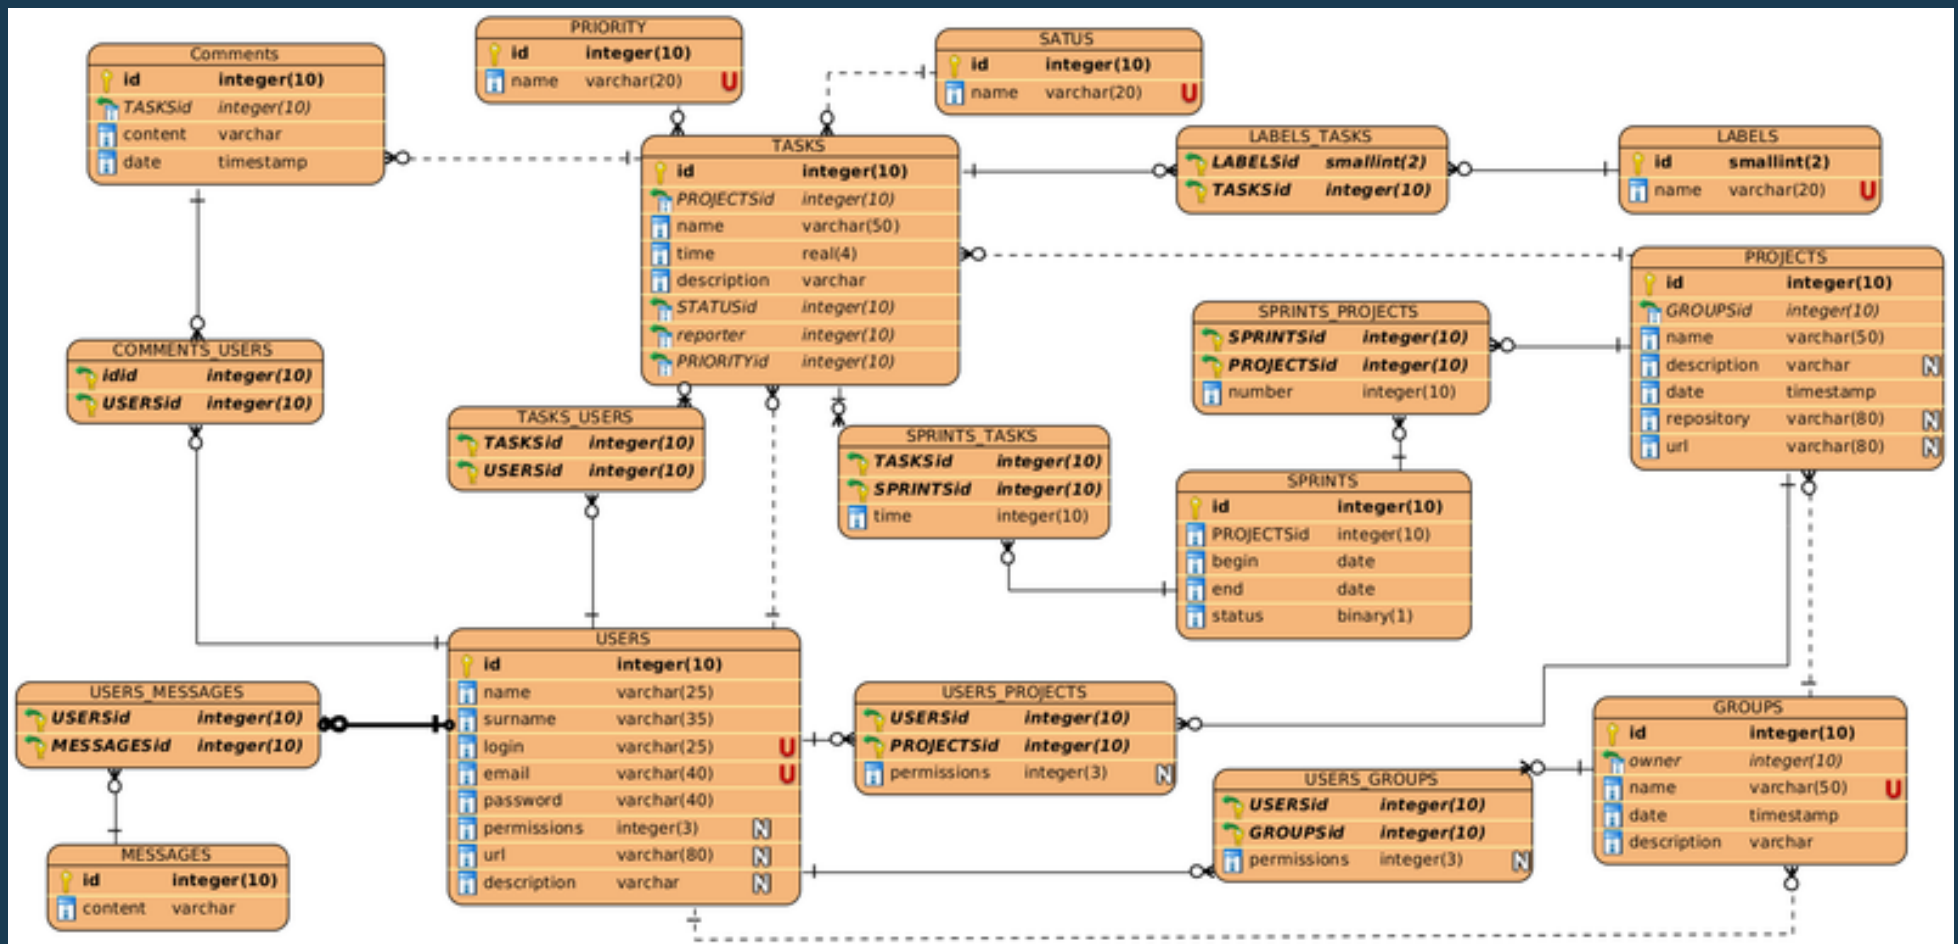 PRIORITY
id integer(10)
name varchar(20) U
SATUS
id integer(10)
name varchar(20) U
Comments
id integer(10)
TASKSid integer(10)
content varchar
date timestamp
TASKS
id integer(10)
PROJECTSid integer(10)
name varchar(50)
time real(4)
description varchar
STATUSid integer(10)
reporter integer(10)
PRIORITYid integer(10)
LABELS_TASKS
LABELSid smallint(2)
TASKSid integer(10)
LABELS
id smallint(2)
name varchar(20) U
PROJECTS
id integer(10)
GROUPSid integer(10)
name varchar(50)
description varchar N
date timestamp
repository varchar(80) N
url varchar(80) N
SPRINTS_PROJECTS
SPRINTSid integer(10)
PROJECTSid integer(10)
number integer(10)
COMMENTS_USERS
idid integer(10)
USERSid integer(10)
TASKS_USERS
TASKSid integer(10)
USERSid integer(10)
SPRINTS_TASKS
TASKSid integer(10)
SPRINTSid integer(10)
time integer(10)
SPRINTS
id integer(10)
PROJECTSid integer(10)
begin date
end date
status binary(1)
USERS
id integer(10)
name varchar(25)
surname varchar(35)
login varchar(25) U
email varchar(40) U
password varchar(40)
permissions integer(3) N
url varchar(80) N
description varchar N
USERS_MESSAGES
USERSid integer(10)
MESSAGESid integer(10)
MESSAGES
id integer(10)
content varchar
USERS_PROJECTS
USERSid integer(10)
PROJECTSid integer(10)
permissions integer(3) N
USERS_GROUPS
USERSid integer(10)
GROUPSid integer(10)
permissions integer(3) N
GROUPS
id integer(10)
owner integer(10)
name varchar(50) U
date timestamp
description varchar